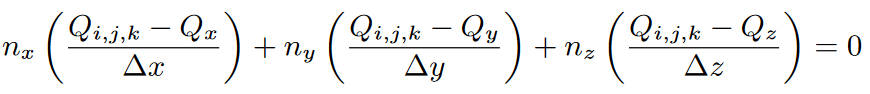 $n_x \left( \frac{Q_{i,j,k} - Q_x}{\Delta x} \right) + n_y \left( \frac{Q_{i,j,k} - Q_y}{\Delta y} \right) + n_z \left( \frac{Q_{i,j,k} - Q_z}{\Delta z} \right) = 0$